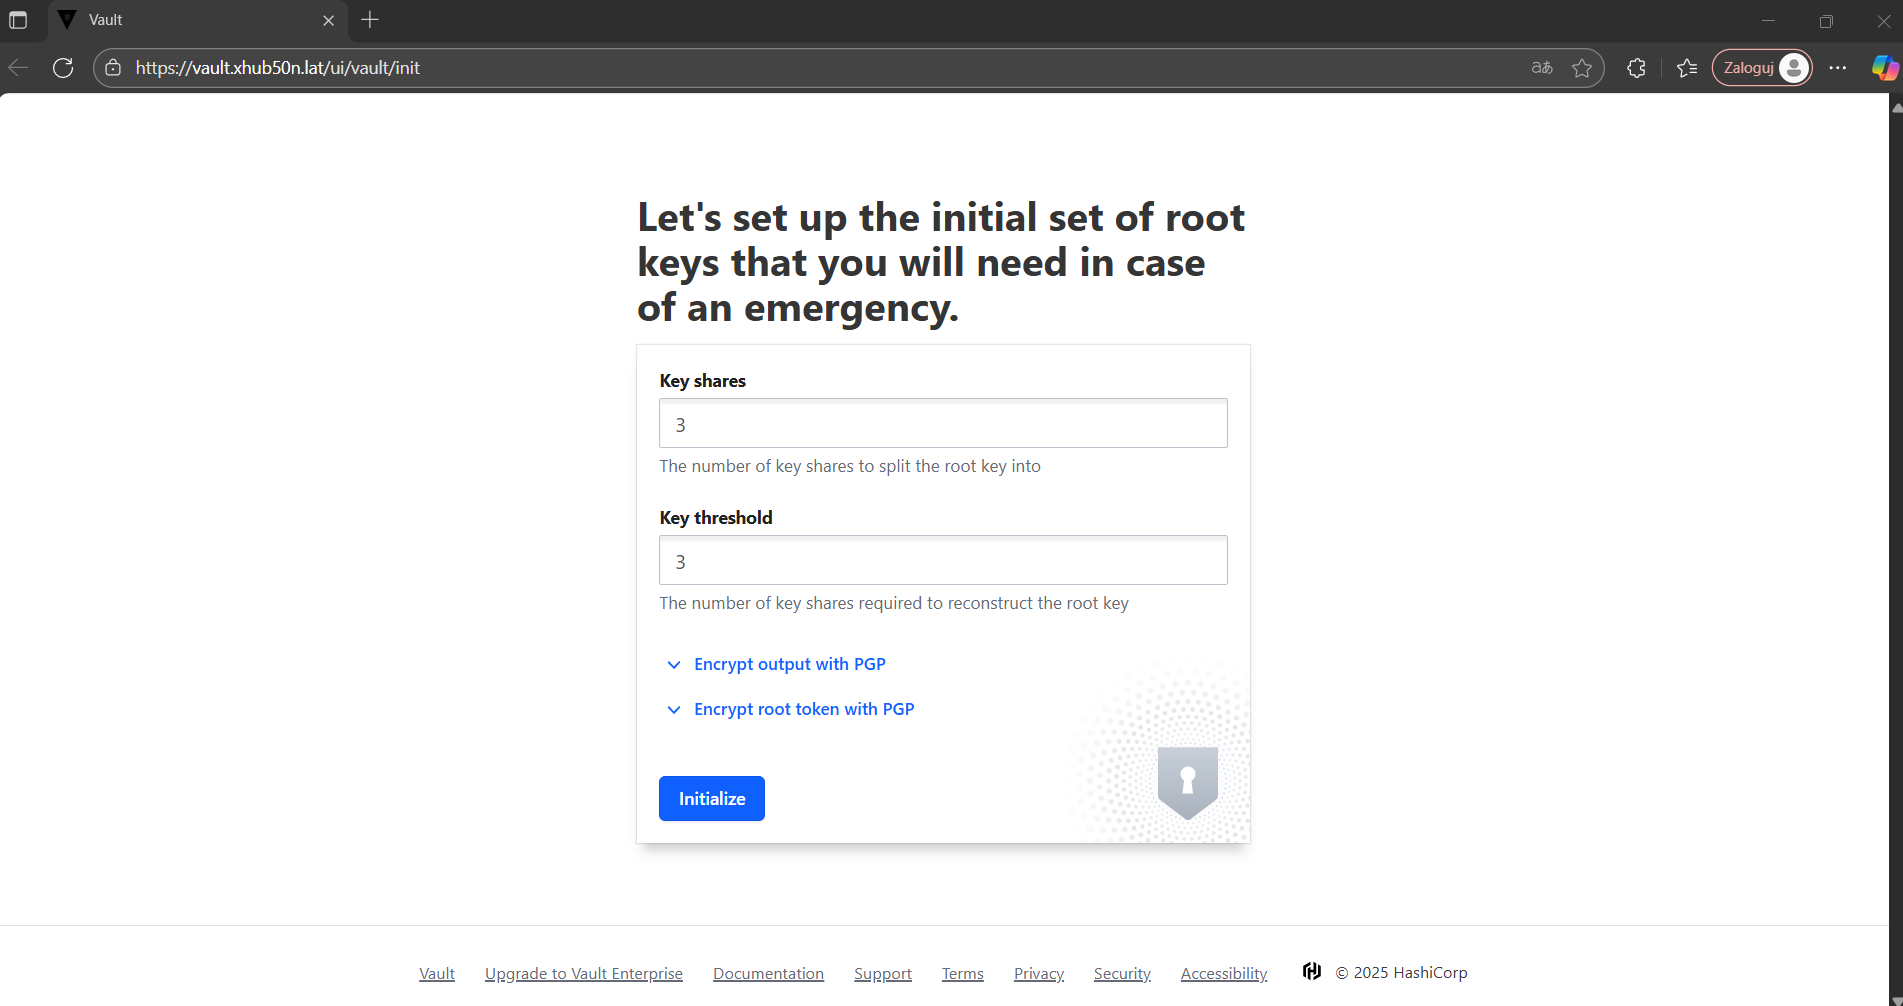 Vault
https://vault.xhub50n.lat/ui/vault/init
aあ
Zaloguj
Let's set up the initial set of root
keys that you will need in case
of an emergency.
Key shares
3
The number of key shares to split the root key into
Key threshold
3
The number of key shares required to reconstruct the root key
Encrypt output with PGP
Encrypt root token with PGP
Initialize
Vault Upgrade to Vault Enterprise Documentation Support Terms Privacy Security Accessibility © 2025 HashiCorp